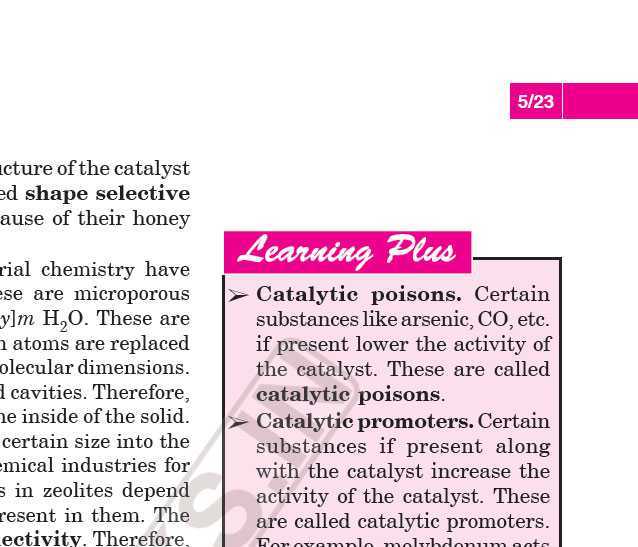 5/23
ucture of the catalyst
ed shape selective
ause of their honey
rial chemistry have
ese are microporous
y]m H₂O. These are
n atoms are replaced
olecular dimensions.
d cavities. Therefore,
he inside of the solid.
certain size into the
emical industries for
s in zeolites depend
resent in them. The
lectivity. Therefore,
Learning Plus
➢ Catalytic poisons. Certain
substances like arsenic, CO, etc.
if present lower the activity of
the catalyst. These are called
catalytic poisons.
➢ Catalytic promoters. Certain
substances if present along
with the catalyst increase the
activity of the catalyst. These
are called catalytic promoters.
For example, molybdenum acts
S.IN